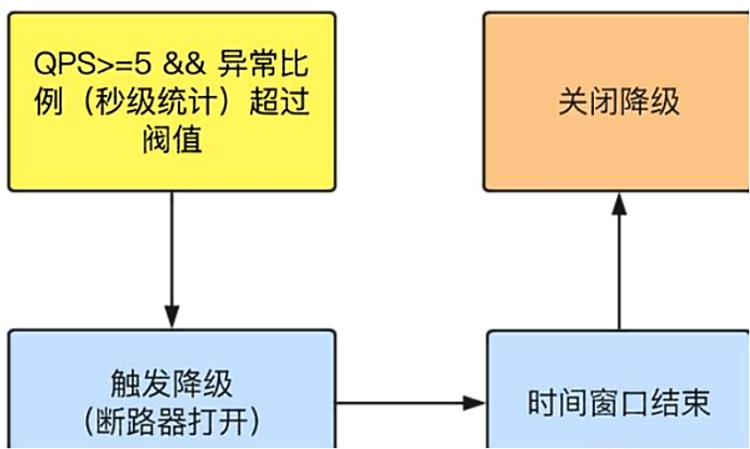 QPS>=5 && 异常比
例（秒级统计）超过
阀值
关闭降级
触发降级
(断路器打开)
时间窗口结束